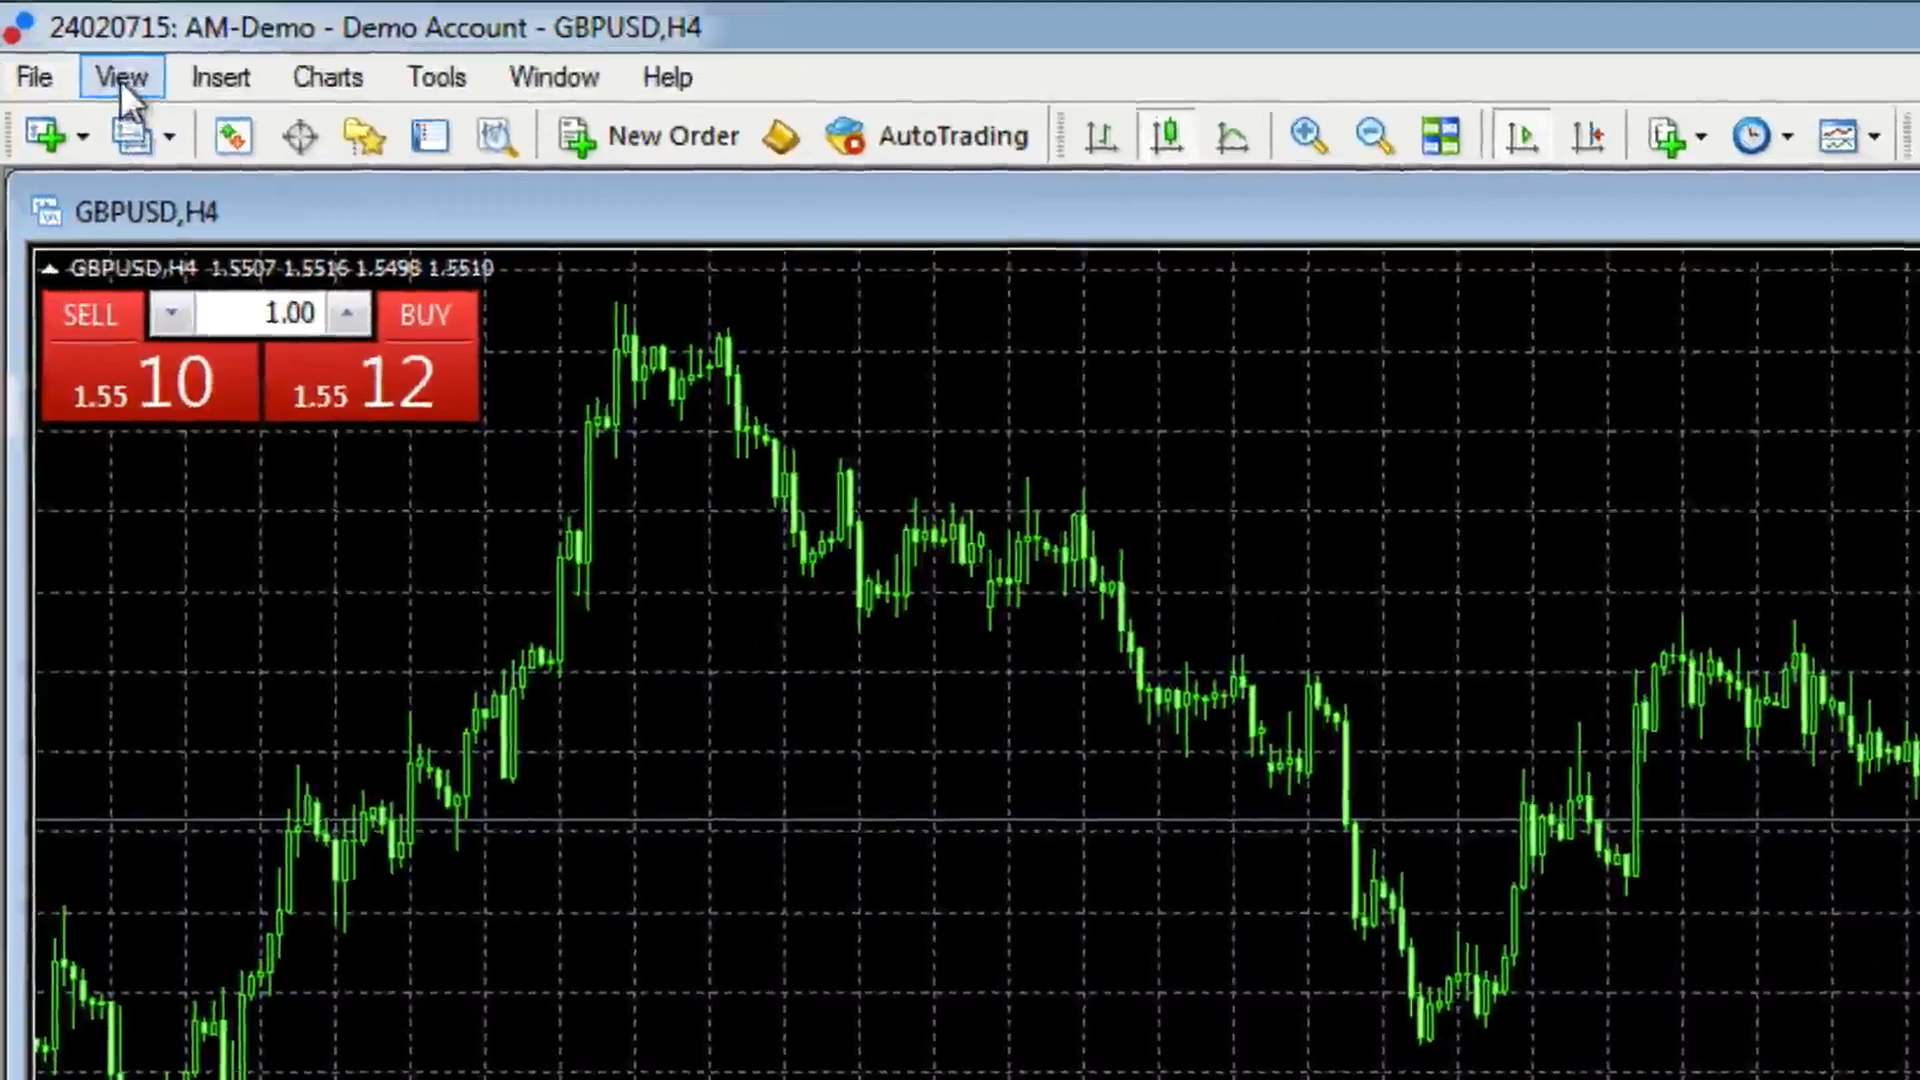 24020715: AM-Demo - Demo Account - GBPUSD,H4
File View Insert Charts Tools Window Help
New Order AutoTrading
GBPUSD,H4
GBPUSD,H4 1.5507 1.5516 1.5498 1.5510
SELL 1.00 BUY
1.55 10 1.55 12